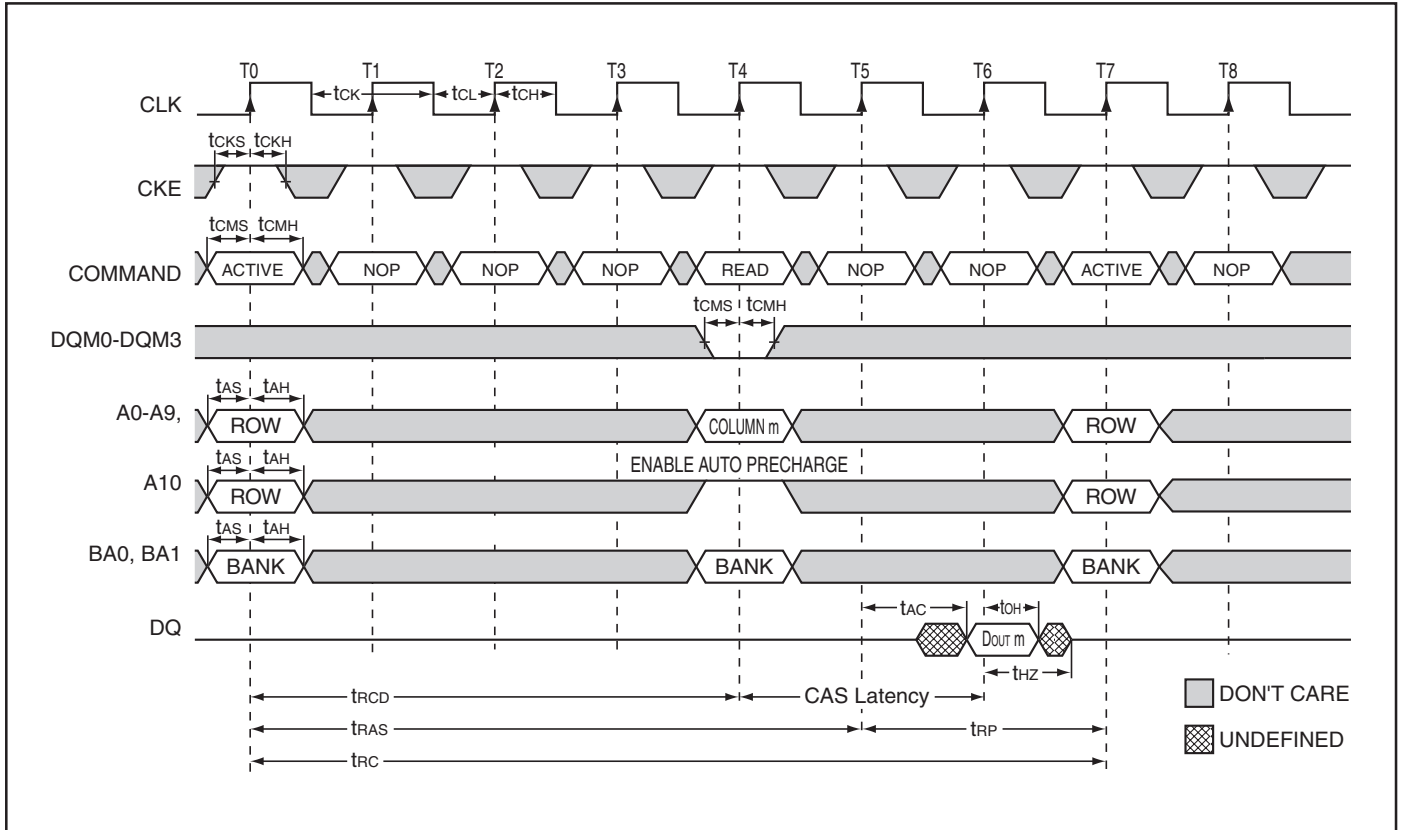 T0 T1 T2 T3 T4 T5 T6 T7 T8
CLK tCK tCL tCH
tCKS tCKH
CKE
tCMS tCMH
COMMAND ACTIVE NOP NOP NOP READ NOP NOP ACTIVE NOP
tCMS tCMH
DQM0-DQM3
tAS tAH
A0-A9, ROW COLUMN m ROW
tAS tAH ENABLE AUTO PRECHARGE
A10 ROW ROW
tAS tAH
BA0, BA1 BANK BANK BANK
tAC tOH
DQ DOUT m
tHZ
tRCD CAS Latency
DON'T CARE
tRAS tRP
UNDEFINED
tRC